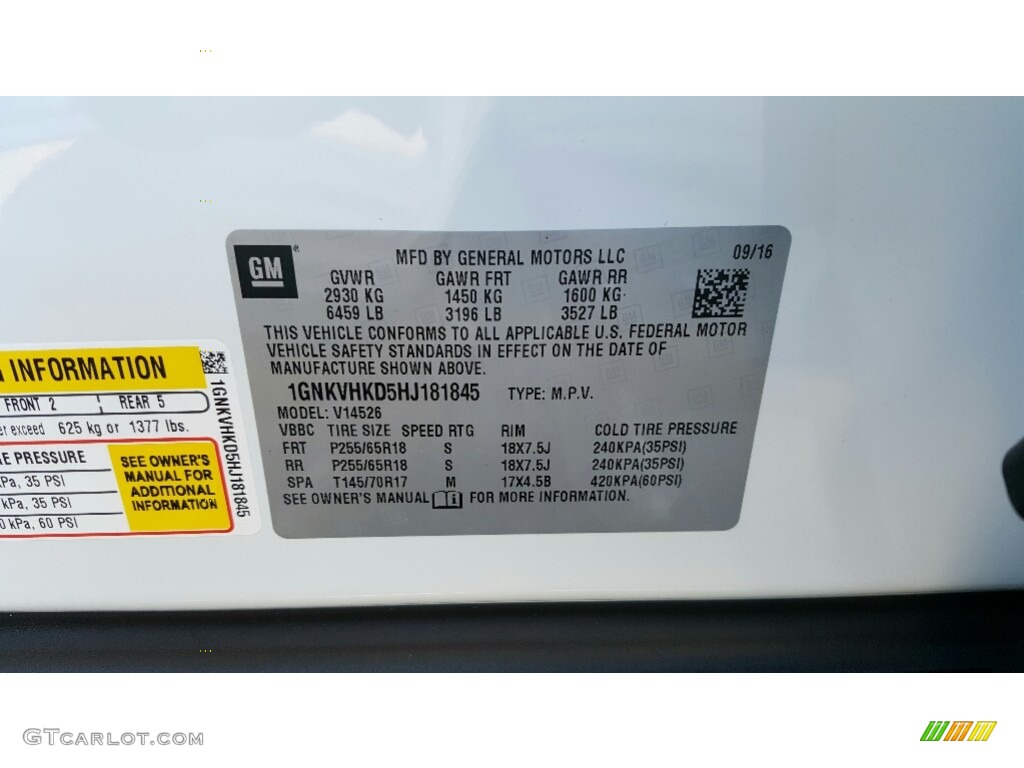 GM
MFD BY GENERAL MOTORS LLC 09/16
GVWR GAWR FRT GAWR RR
2930 KG 1450 KG 1600 KG
6459 LB 3196 LB 3527 LB
THIS VEHICLE CONFORMS TO ALL APPLICABLE U.S. FEDERAL MOTOR
VEHICLE SAFETY STANDARDS IN EFFECT ON THE DATE OF
MANUFACTURE SHOWN ABOVE.
1GNKVHKD5HJ181845 TYPE: M.P.V.
MODEL: V14526
VBBC TIRE SIZE SPEED RTG RIM COLD TIRE PRESSURE
FRT P255/65R18 S 18X7.5J 240KPA(35PSI)
RR P255/65R18 S 18X7.5J 240KPA(35PSI)
SPA T145/70R17 M 17X4.5B 420KPA(60PSI)
SEE OWNER'S MANUAL i FOR MORE INFORMATION.
INFORMATION
FRONT 2 REAR 5
exceed 625 kg or 1377 lbs.
PRESSURE
kPa, 35 PSI
kPa, 35 PSI
kPa, 60 PSI
SEE OWNER'S
MANUAL FOR
ADDITIONAL
INFORMATION
1GNKVHKD5HJ181845
GTCARLOT.COM